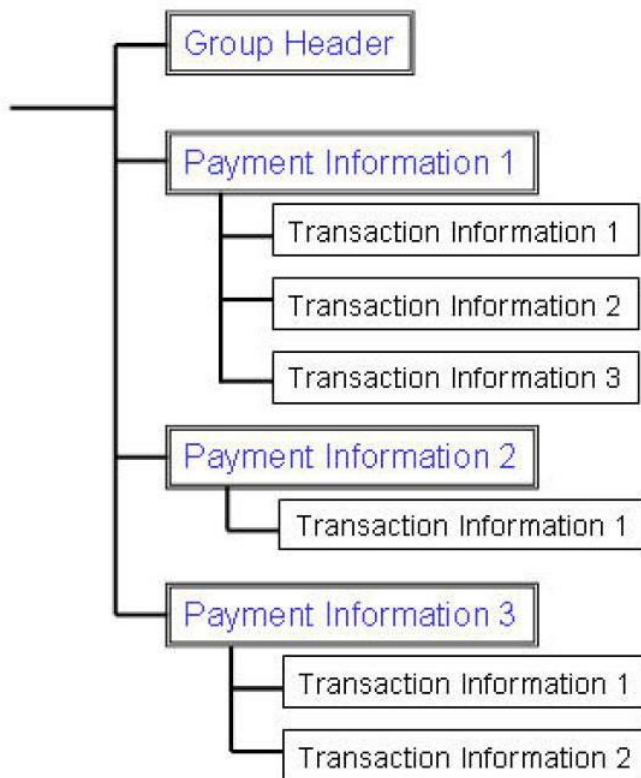 Group Header
Payment Information 1
Transaction Information 1
Transaction Information 2
Transaction Information 3
Payment Information 2
Transaction Information 1
Payment Information 3
Transaction Information 1
Transaction Information 2